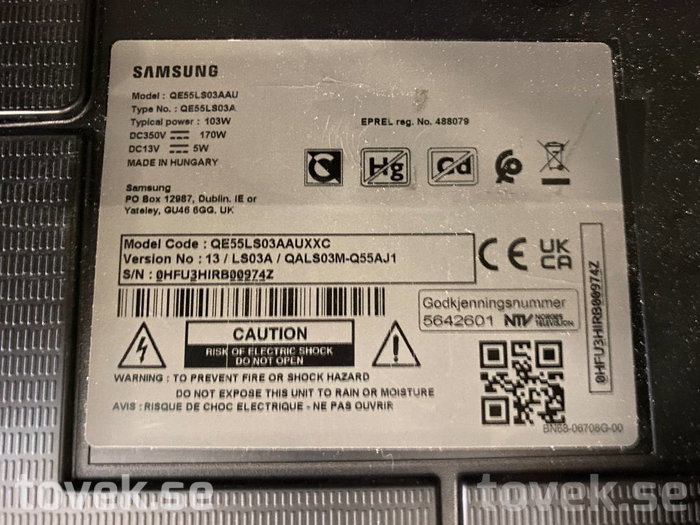 SAMSUNG
Model : QE55LS03AAU
Type No. : QE55LS03A
Typical power : 103W
DC350V 170W
DC13V 5W
MADE IN HUNGARY
EPREL reg. No. 488079
Hg
Cd
Samsung
PO Box 12987, Dublin. IE or
Yateley, GU46 6GG. UK
Model Code : QE55LS03AAUXXC
Version No : 13 / LS03A / QALS03M-Q55AJ1
S/N : 0HFU3HIRB00974Z
CE
UK
CA
Godkjenningsnummer
5642601 NTV NORGES TELEVISJON
0HFU3HIRB00974Z
CAUTION
RISK OF ELECTRIC SHOCK
DO NOT OPEN
WARNING : TO PREVENT FIRE OR SHOCK HAZARD
DO NOT EXPOSE THIS UNIT TO RAIN OR MOISTURE
AVIS : RISQUE DE CHOC ELECTRIQUE - NE PAS OUVRIR
BN68-06708G-00
tovek.se
tovek.se